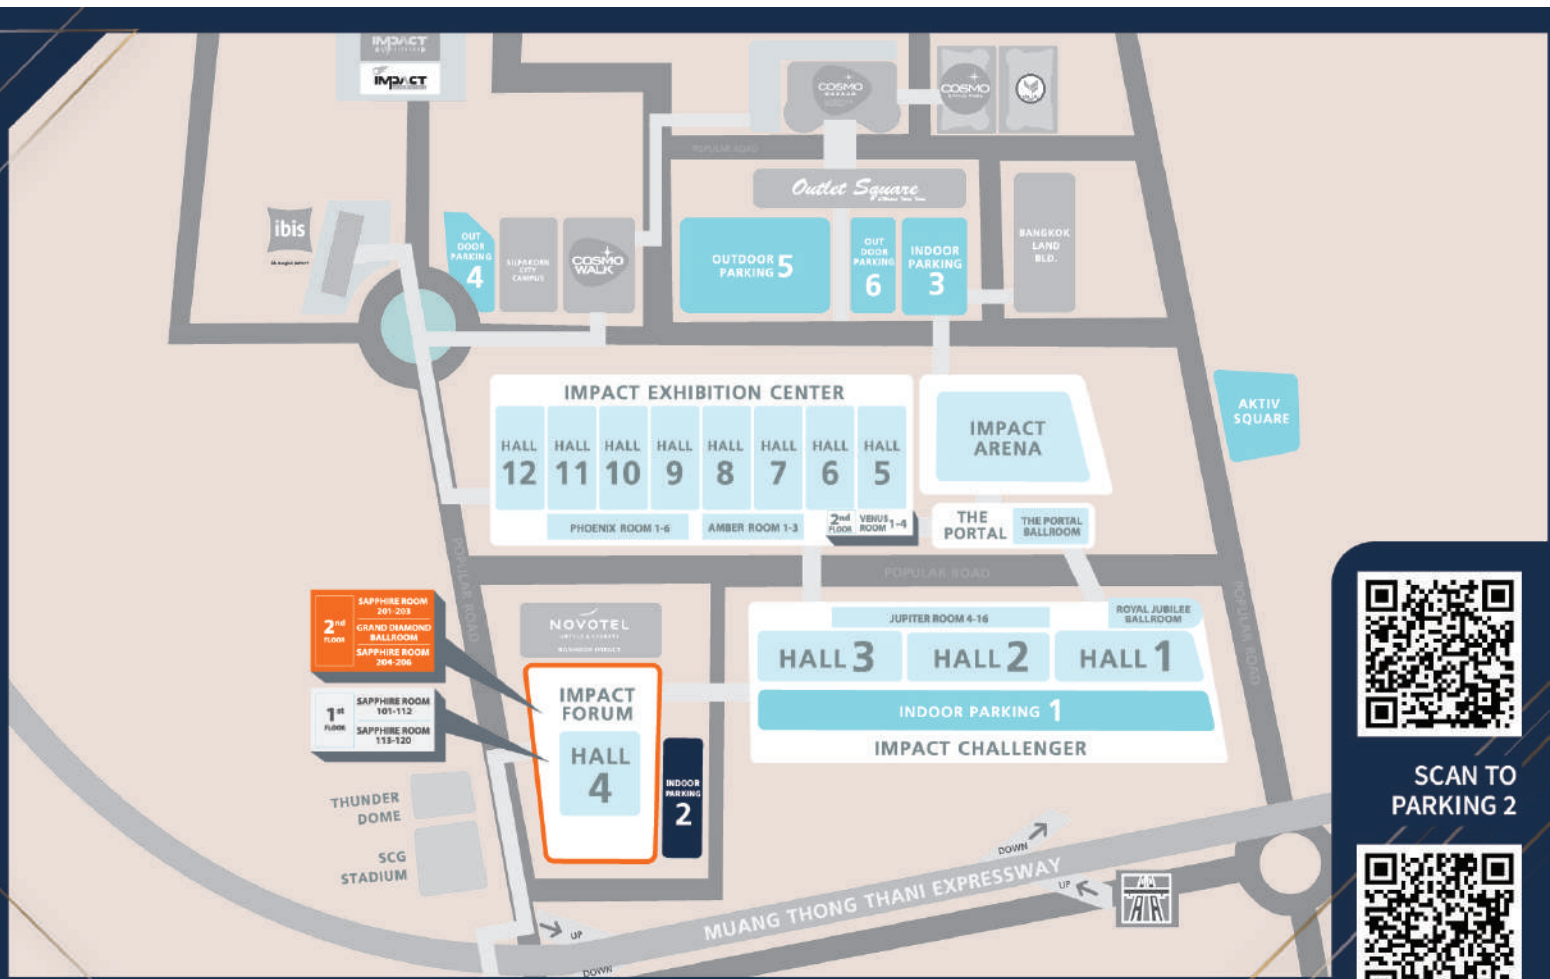 IMPACT
IMPACT
COSMO
BAZAAR
COSMO
POPULAR ROAD
Outlet Square
ibis
OUT
DOOR
PARKING
4
SILPAKORN
CITY
CAMPUS
COSMO
WALK
OUTDOOR
PARKING 5
OUT
DOOR
PARKING
6
INDOOR
PARKING
3
BANGKOK
LAND
BLD.
IMPACT EXHIBITION CENTER
HALL
12
HALL
11
HALL
10
HALL
9
HALL
8
HALL
7
HALL
6
HALL
5
PHOENIX ROOM 1-6
AMBER ROOM 1-3
2nd
FLOOR
VENUS
ROOM 1-4
IMPACT
ARENA
THE
PORTAL
THE PORTAL
BALLROOM
AKTIV
SQUARE
POPULAR ROAD
POPULAR ROAD
POPULAR ROAD
2nd
FLOOR
SAPPHIRE ROOM
201-203
GRAND DIAMOND
BALLROOM
SAPPHIRE ROOM
204-206
1st
FLOOR
SAPPHIRE ROOM
101-112
SAPPHIRE ROOM
113-120
NOVOTEL
HOTELS & RESORTS
BANGKOK IMPACT
IMPACT
FORUM
HALL
4
INDOOR
PARKING
2
JUPITER ROOM 4-16
ROYAL JUBILEE
BALLROOM
HALL 3
HALL 2
HALL 1
INDOOR PARKING 1
IMPACT CHALLENGER
THUNDER
DOME
SCG
STADIUM
UP
DOWN
DOWN
UP
MUANG THONG THANI EXPRESSWAY
SCAN TO
PARKING 2